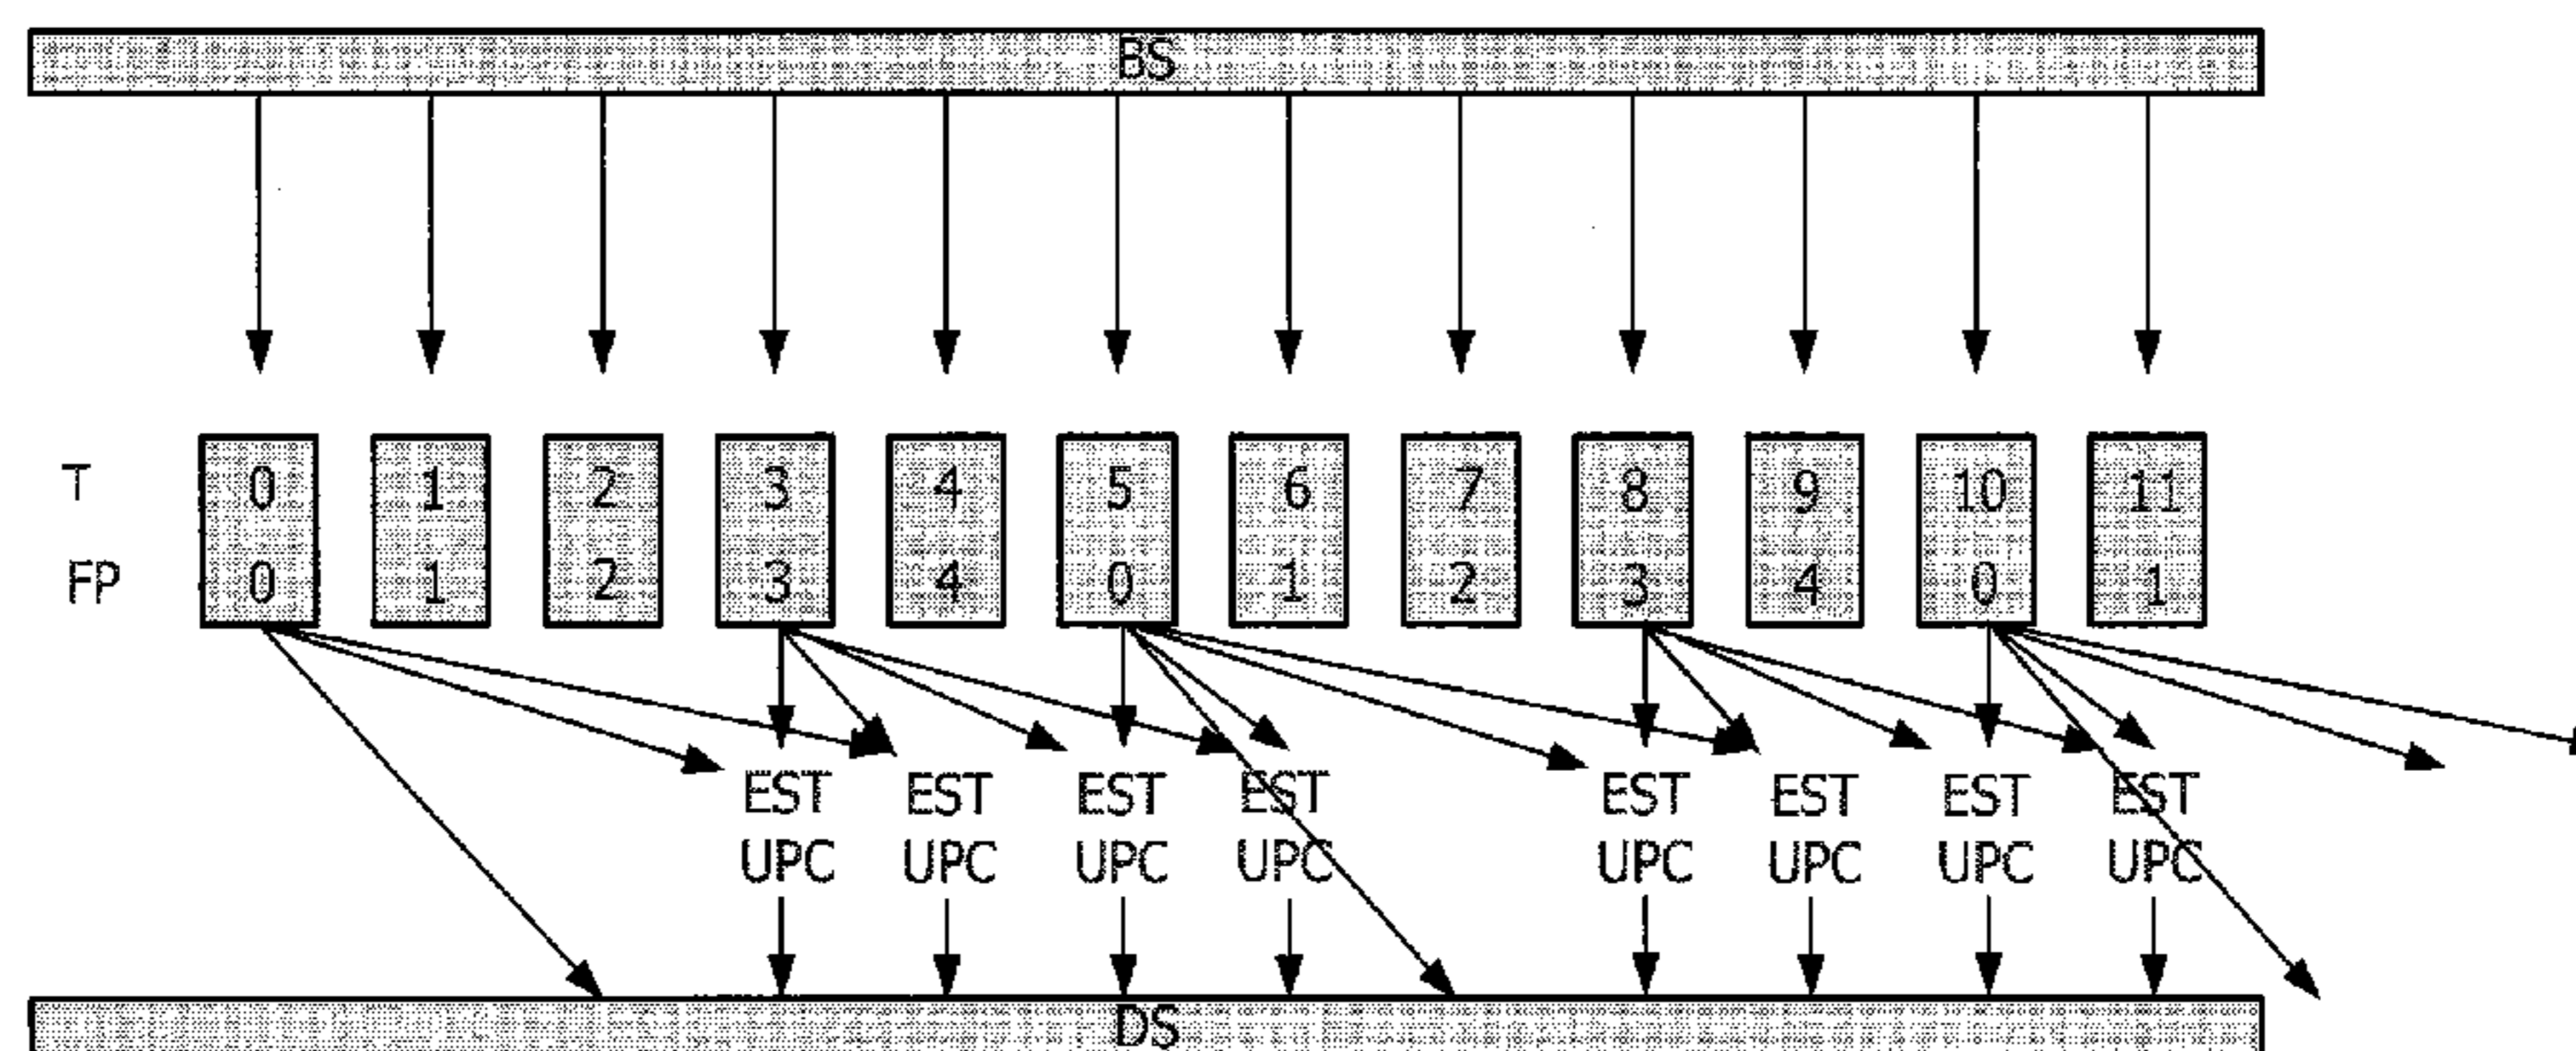 BS
T 0 1 2 3 4 5 6 7 8 9 10 11
FP 0 1 2 3 4 0 1 2 3 4 0 1
EST EST EST EST EST EST EST EST
UPC UPC UPC UPC UPC UPC UPC UPC
DS